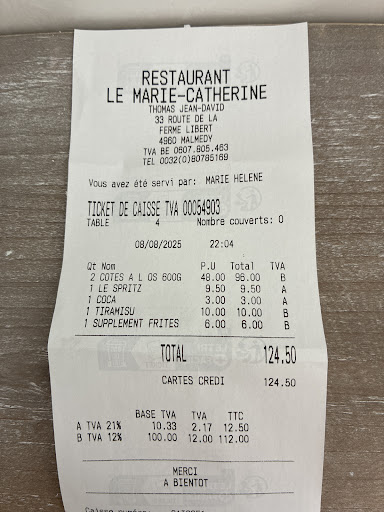 RESTAURANT
LE MARIE-CATHERINE
THOMAS JEAN-DAVID
33 ROUTE DE LA
FERME LIBERT
4960 MALMEDY
TVA BE 0607.805.463
TEL 0032(0)80785169
Vous avez été servi par: MARIE HELENE
TICKET DE CAISSE TVA 00054903
TABLE 4 Nombre couverts: 0
08/08/2025 22:04
Qt Nom P.U Total TVA
2 COTES A L OS 600G 48.00 96.00 B
1 LE SPRITZ 9.50 9.50 A
1 COCA 3.00 3.00 A
1 TIRAMISU 10.00 10.00 B
1 SUPPLEMENT FRITES 6.00 6.00 B
TOTAL 124.50
CARTES CREDI 124.50
BASE TVA TVA TTC
A TVA 21% 10.33 2.17 12.50
B TVA 12% 100.00 12.00 112.00
MERCI
A BIENTOT